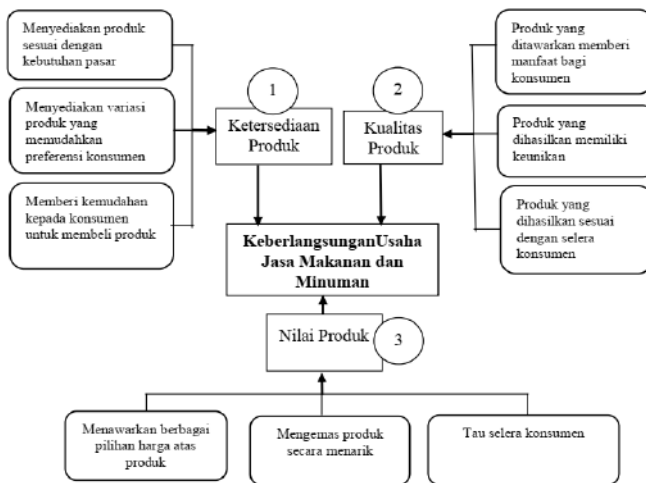 Menyediakan produk
sesuai dengan
kebutuhan pasar
Menyediakan variasi
produk yang
memudahkan
preferensi konsumen
Memberi kemudahan
kepada konsumen
untuk membeli produk
1
Ketersediaan
Produk
2
Kualitas
Produk
Produk yang
ditawarkan memberi
manfaat bagi
konsumen
Produk yang
dihasilkan memiliki
keunikan
Produk yang
dihasilkan sesuai
dengan selera
konsumen
KeberlangsunganUsaha
Jasa Makanan dan
Minuman
Nilai Produk
3
Menawarkan berbagai
pilihan harga atas
produk
Mengemas produk
secara menarik
Tau selera konsumen